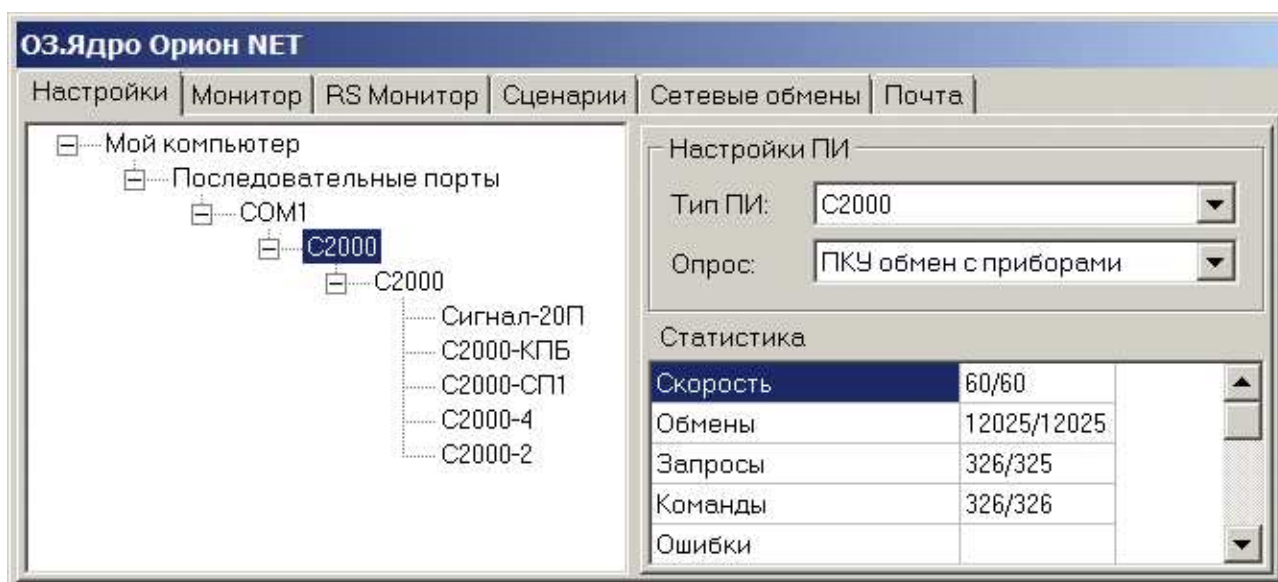 ОЗ.Ядро Орион NET
Настройки Монитор RS Монитор Сценарии Сетевые обмены Почта
Мой компьютер
Последовательные порты
COM1
С2000
С2000
Сигнал-20П
С2000-КПБ
С2000-СП1
С2000-4
С2000-2
Настройки ПИ
Тип ПИ: С2000
Опрос: ПКУ обмен с приборами
Статистика
Скорость 60/60
Обмены 12025/12025
Запросы 326/325
Команды 326/326
Ошибки